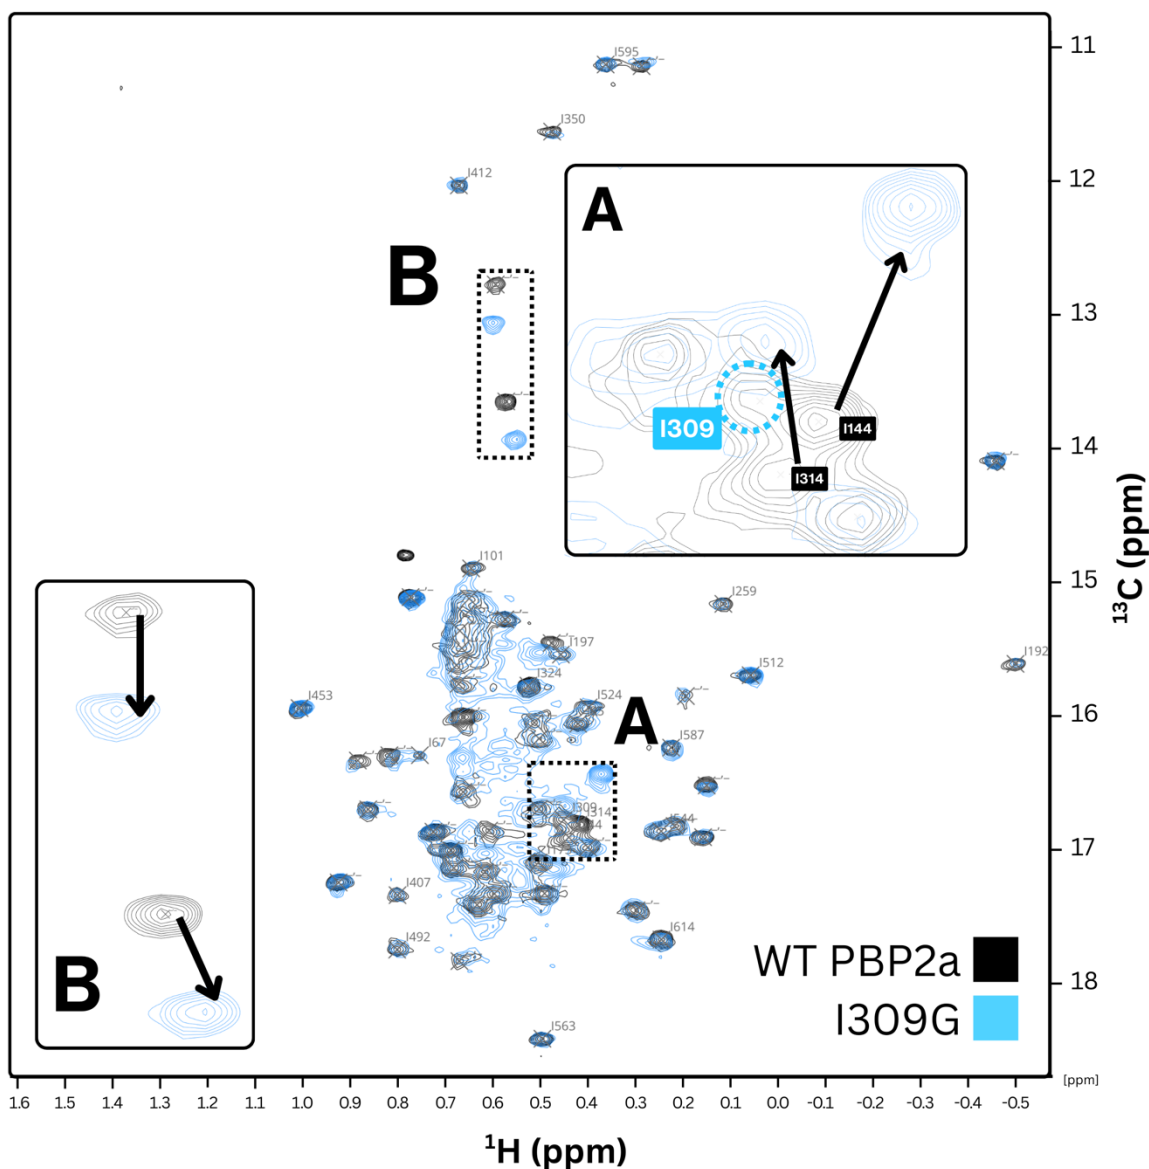 I595
11
I350
I412
12
A
B
13
I309
I144
I314
14
¹³C (ppm)
I101
15
I259
I197
I192
I324
I512
I453
I524
16
A
I67
I587
I309
I314
I544
17
I407
I614
I492
WT PBP2a
B
18
I309G
I563
[ppm]
1.6 1.5 1.4 1.3 1.2 1.1 1.0 0.9 0.8 0.7 0.6 0.5 0.4 0.3 0.2 0.1 0.0 -0.1 -0.2 -0.3 -0.4 -0.5
¹H (ppm)